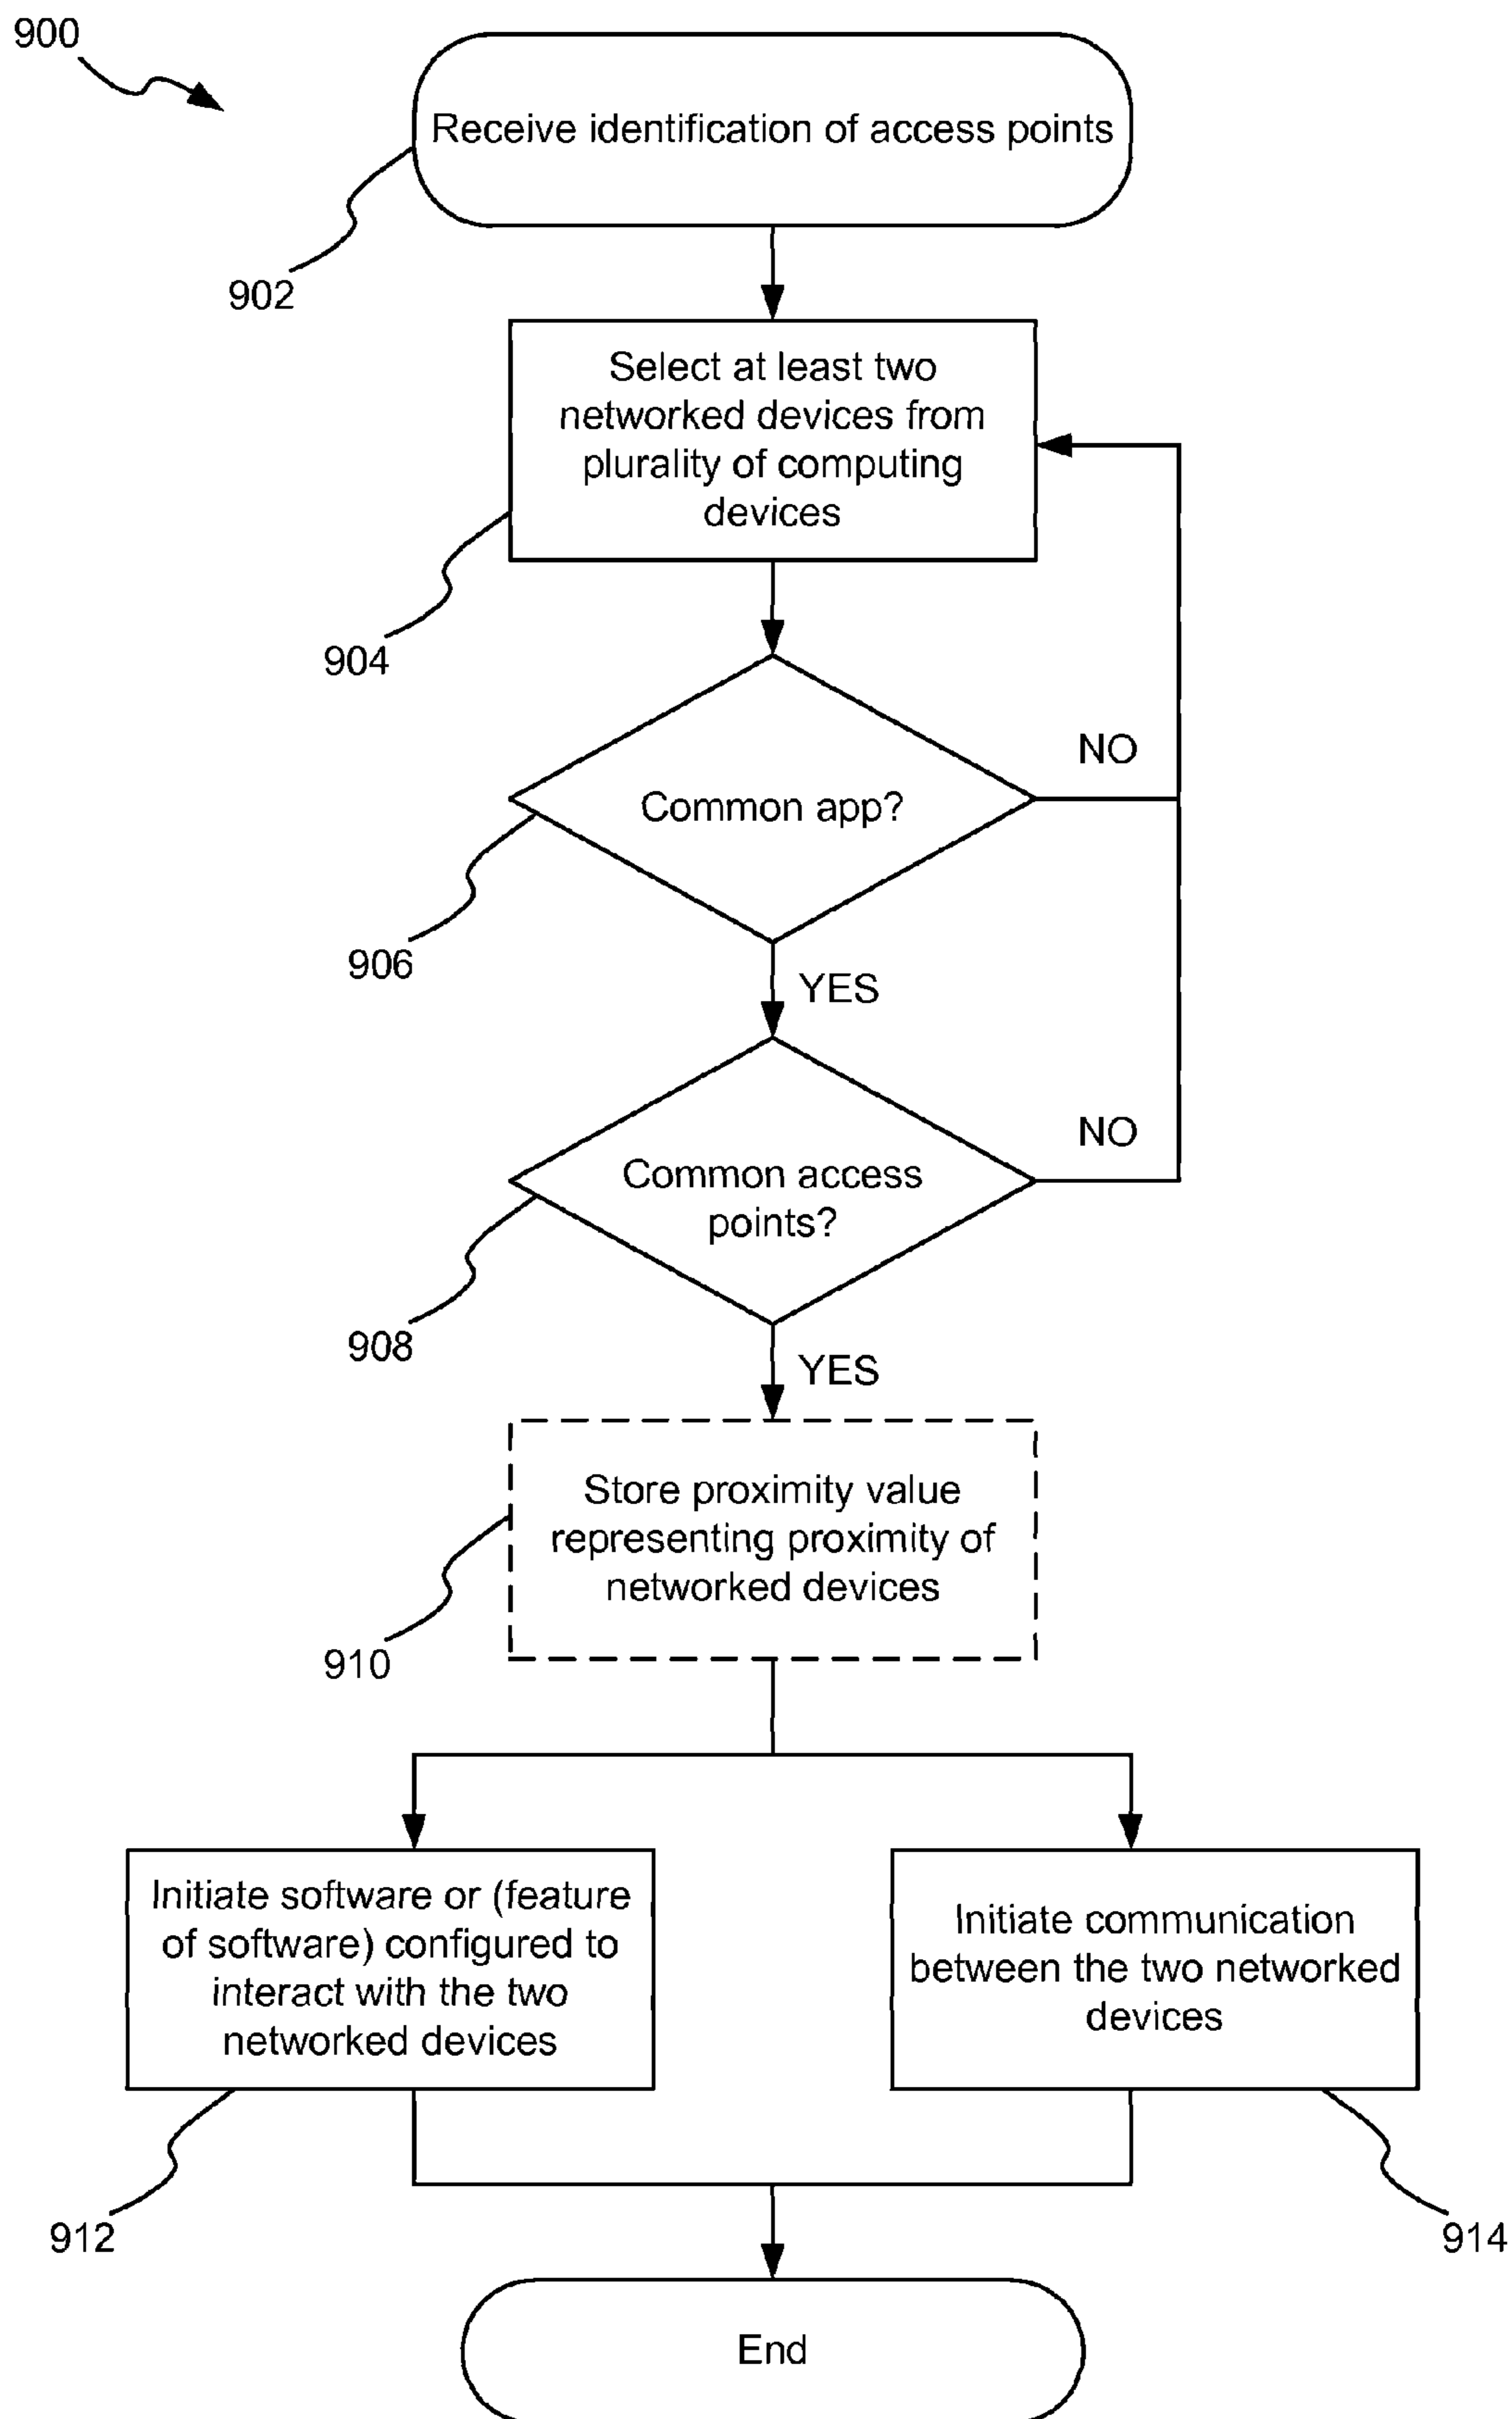 900
Receive identification of access points
902
Select at least two
networked devices from
plurality of computing
devices
904
NO
Common app?
906
YES
NO
Common access
points?
908
YES
Store proximity value
representing proximity of
networked devices
910
Initiate software or (feature
of software) configured to
interact with the two
networked devices
Initiate communication
between the two networked
devices
912
914
End